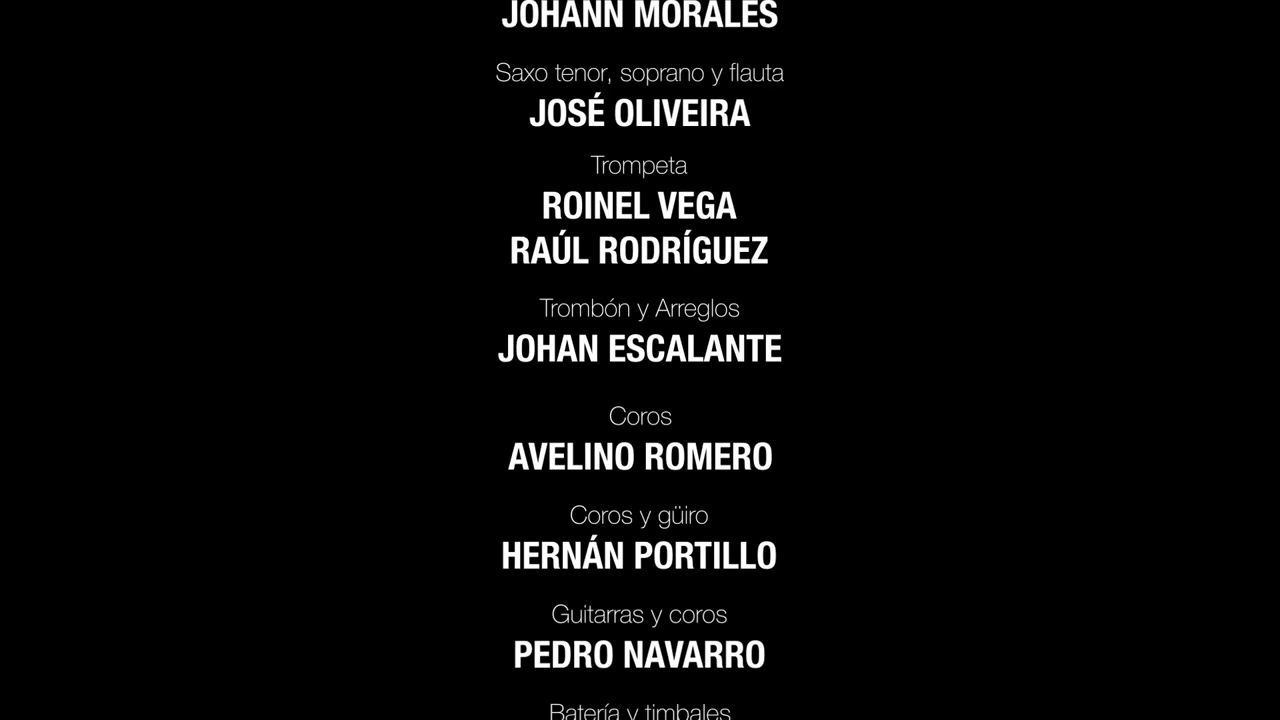 JOHANN MORALES
Saxo tenor, soprano y flauta
JOSÉ OLIVEIRA
Trompeta
ROINEL VEGA
RAÚL RODRÍGUEZ
Trombón y Arreglos
JOHAN ESCALANTE
Coros
AVELINO ROMERO
Coros y güiro
HERNÁN PORTILLO
Guitarras y coros
PEDRO NAVARRO
Batería y timbales